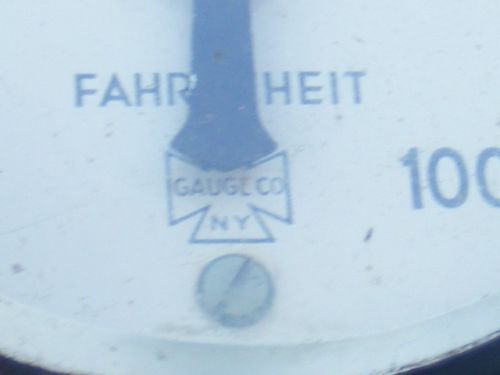 FAHR HEIT
GAUGE CO
NY
100